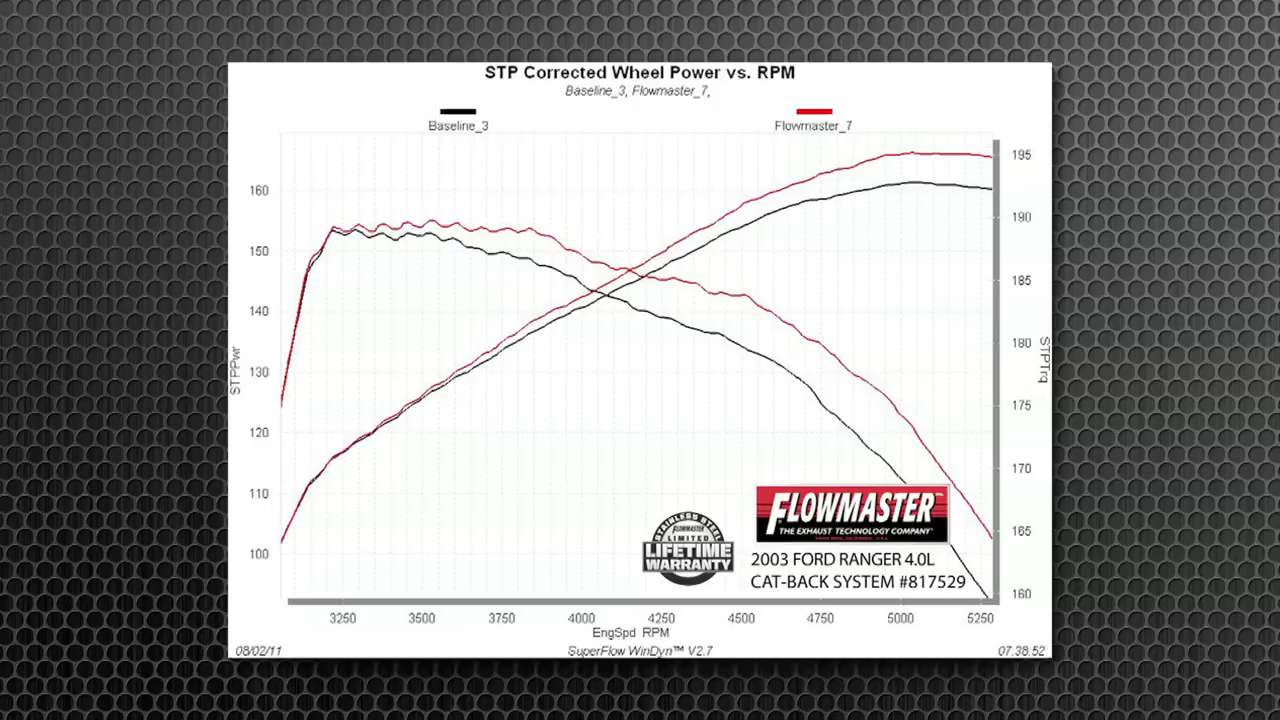 STP Corrected Wheel Power vs. RPM
Baseline_3, Flowmaster_7,
Baseline_3
Flowmaster_7
160
150
140
130
120
110
100
STPPwr
195
190
185
180
175
170
165
160
STPTrq
3250 3500 3750 4000 4250 4500 4750 5000 5250
EngSpd RPM
STAINLESS STEEL
FLOWMASTER
LIMITED
LIFETIME
WARRANTY
FLOWMASTER™
THE EXHAUST TECHNOLOGY COMPANY
2003 FORD RANGER 4.0L
CAT-BACK SYSTEM #817529
08/02/11
SuperFlow WinDyn™ V2.7
07.38.52